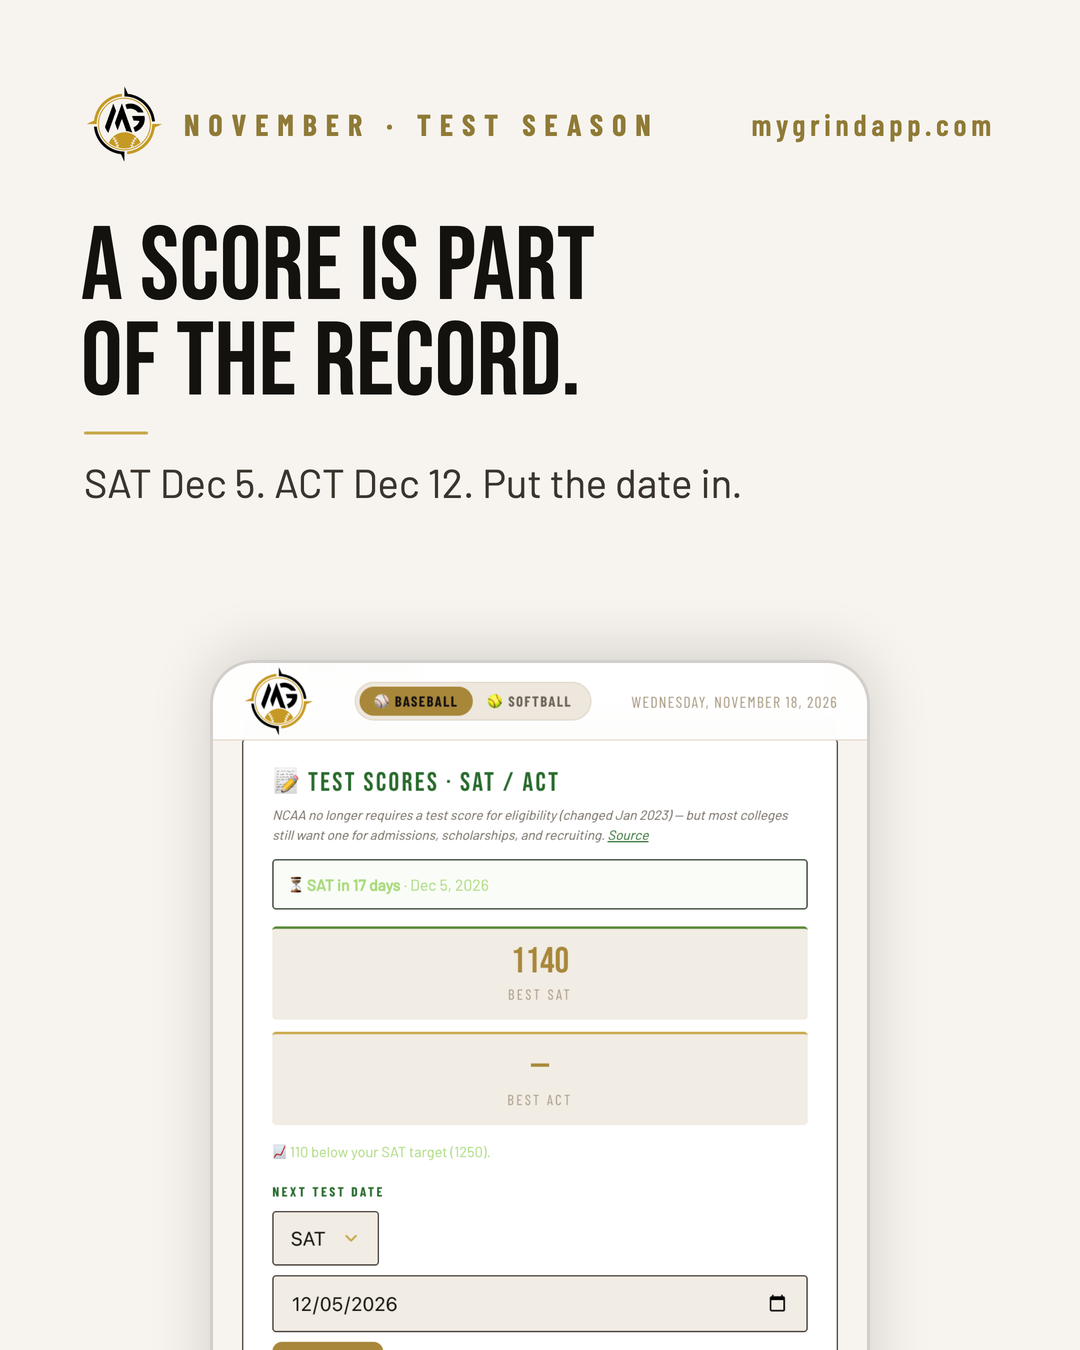 MG
NOVEMBER · TEST SEASON
mygrindapp.com
A SCORE IS PART
OF THE RECORD.
SAT Dec 5. ACT Dec 12. Put the date in.
MG
BASEBALL
SOFTBALL
WEDNESDAY, NOVEMBER 18, 2026
TEST SCORES · SAT / ACT
NCAA no longer requires a test score for eligibility (changed Jan 2023) — but most colleges
still want one for admissions, scholarships, and recruiting. Source
SAT in 17 days · Dec 5, 2026
1140
BEST SAT
—
BEST ACT
110 below your SAT target (1250).
NEXT TEST DATE
SAT
12/05/2026